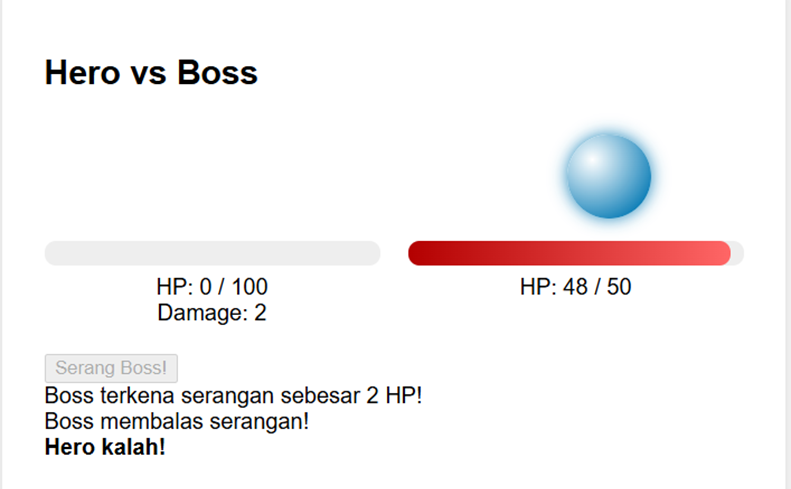 Hero vs Boss
HP: 0 / 100
Damage: 2
HP: 48 / 50
Serang Boss!
Boss terkena serangan sebesar 2 HP!
Boss membalas serangan!
Hero kalah!